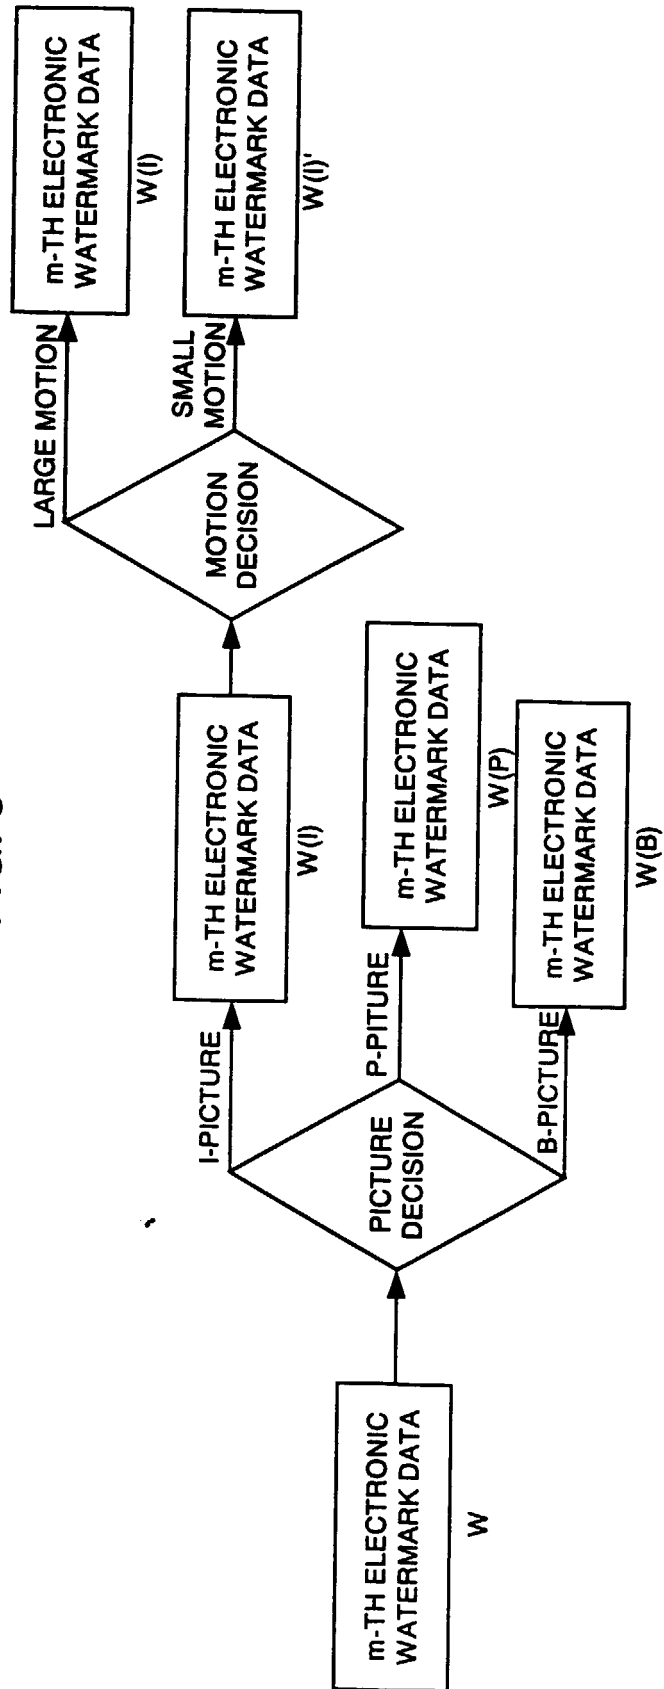 m-TH ELECTRONIC
WATERMARK DATA
W
PICTURE
DECISION
I-PICTURE
P-PITURE
B-PICTURE
m-TH ELECTRONIC
WATERMARK DATA
W(I)
m-TH ELECTRONIC
WATERMARK DATA
W(P)
m-TH ELECTRONIC
WATERMARK DATA
W(B)
MOTION
DECISION
LARGE MOTION
SMALL
MOTION
m-TH ELECTRONIC
WATERMARK DATA
W(I)
m-TH ELECTRONIC
WATERMARK DATA
W(I)'